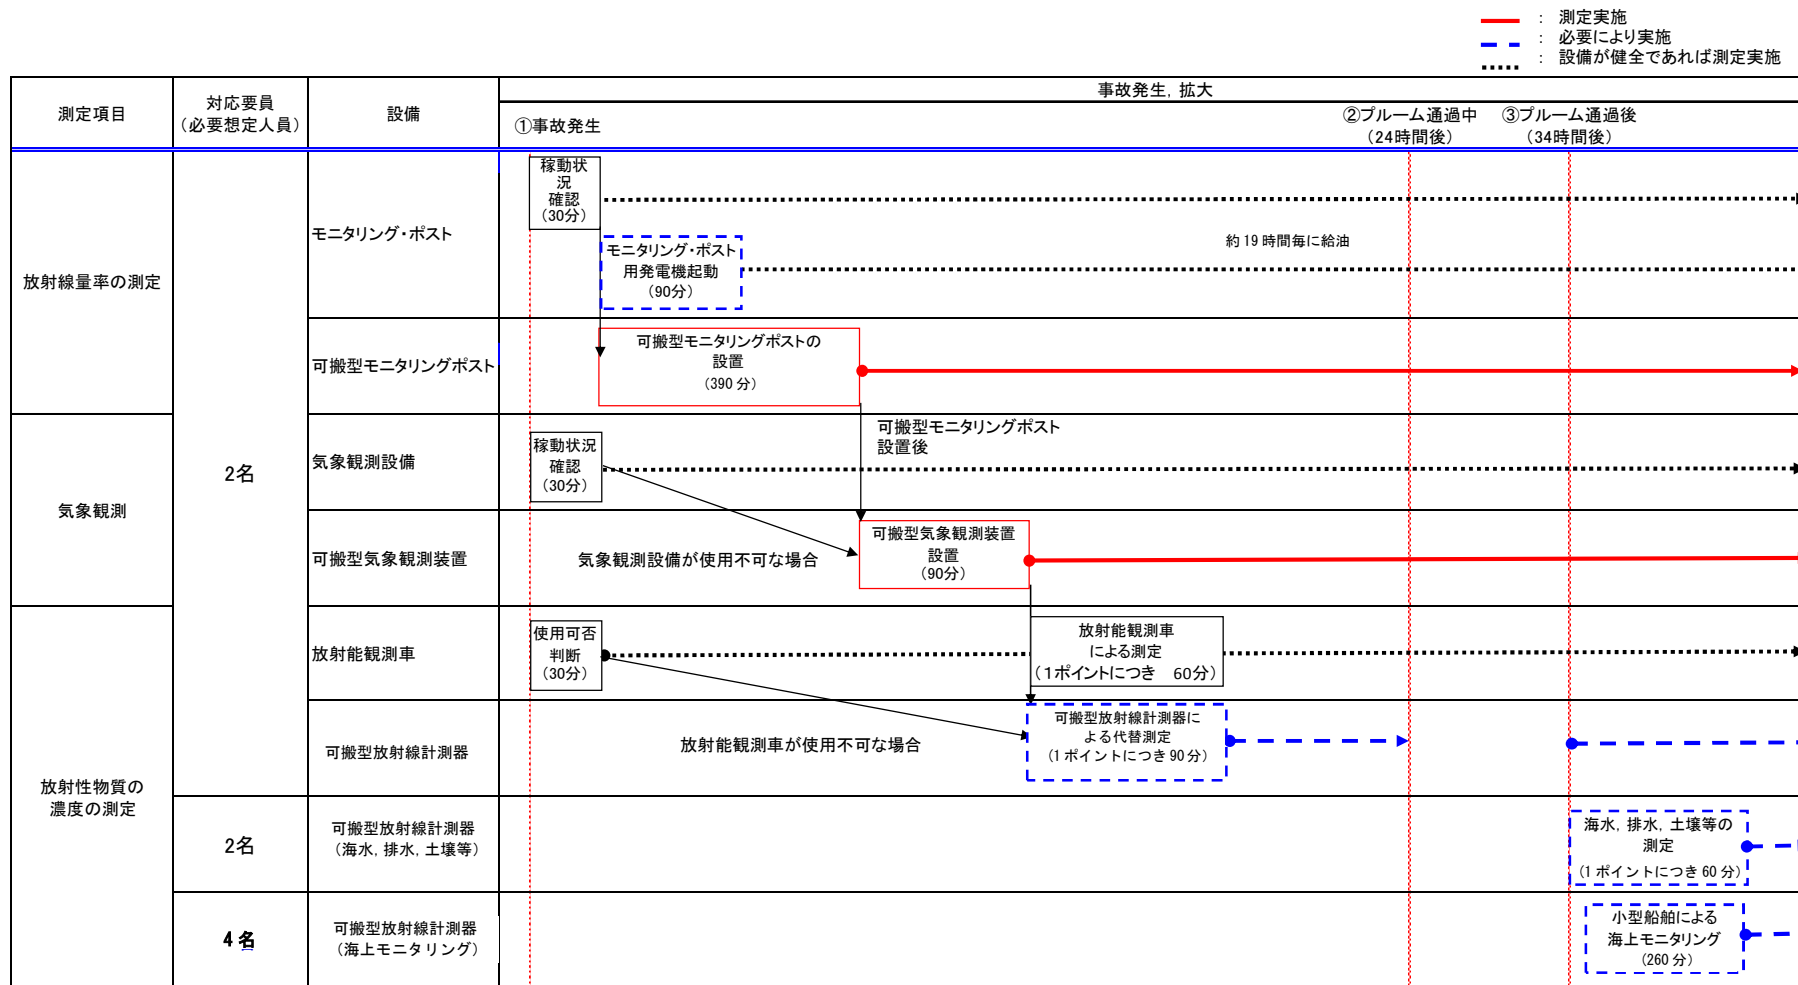 ： 測定実施
： 必要により実施
： 設備が健全であれば測定実施
測定項目
対応要員
（必要想定人員）
設備
事故発生，拡大
①事故発生
②プルーム通過中
（24時間後）
③プルーム通過後
（34時間後）
放射線量率の測定
2名
モニタリング・ポスト
稼動状
況
確認
（30分）
モニタリング・ポスト
用発電機起動
（90分）
約19時間毎に給油
可搬型モニタリングポスト
可搬型モニタリングポストの
設置
（390分）
可搬型モニタリングポスト
設置後
気象観測
気象観測設備
稼動状況
確認
（30分）
可搬型気象観測装置
気象観測設備が使用不可な場合
可搬型気象観測装置
設置
（90分）
放射性物質の
濃度の測定
放射能観測車
使用可否
判断
（30分）
放射能観測車
による測定
（1ポイントにつき　60分）
可搬型放射線計測器
放射能観測車が使用不可な場合
可搬型放射線計測器に
よる代替測定
（1ポイントにつき90分）
2名
可搬型放射線計測器
（海水，排水，土壌等）
海水，排水，土壌等の
測定
（1ポイントにつき60分）
4名
可搬型放射線計測器
（海上モニタリング）
小型船舶による
海上モニタリング
（260分）